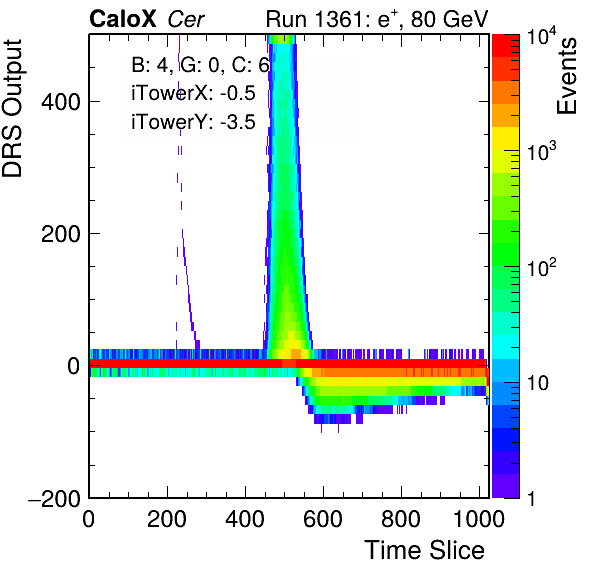 CaloX Cer Run 1361: e⁺, 80 GeV
B: 4, G: 0, C: 6
iTowerX: -0.5
iTowerY: -3.5
DRS Output
400
200
0
−200
0 200 400 600 800 1000
Time Slice
Events
10⁴
10³
10²
10
1